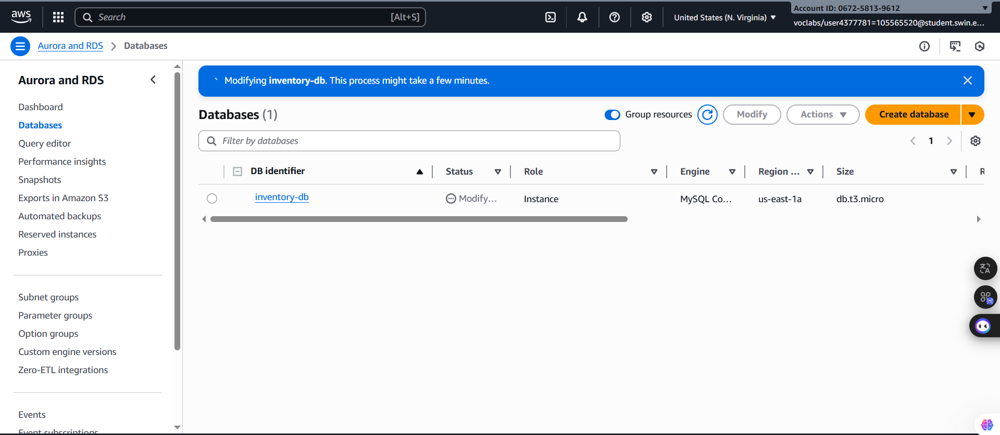 aws
Search
[Alt+S]
United States (N. Virginia)
Account ID: 0672-5813-9612
voclabs/user4377781=105565520@student.swin.e...
Aurora and RDS
Databases
Aurora and RDS
Dashboard
Databases
Query editor
Performance insights
Snapshots
Exports in Amazon S3
Automated backups
Reserved instances
Proxies
Subnet groups
Parameter groups
Option groups
Custom engine versions
Zero-ETL integrations
Events
Event subscriptions
Modifying inventory-db. This process might take a few minutes.
Databases (1)
Group resources
Modify
Actions
Create database
Filter by databases
1
DB identifier
Status
Role
Engine
Region ...
Size
R
inventory-db
Modify...
Instance
MySQL Co...
us-east-1a
db.t3.micro